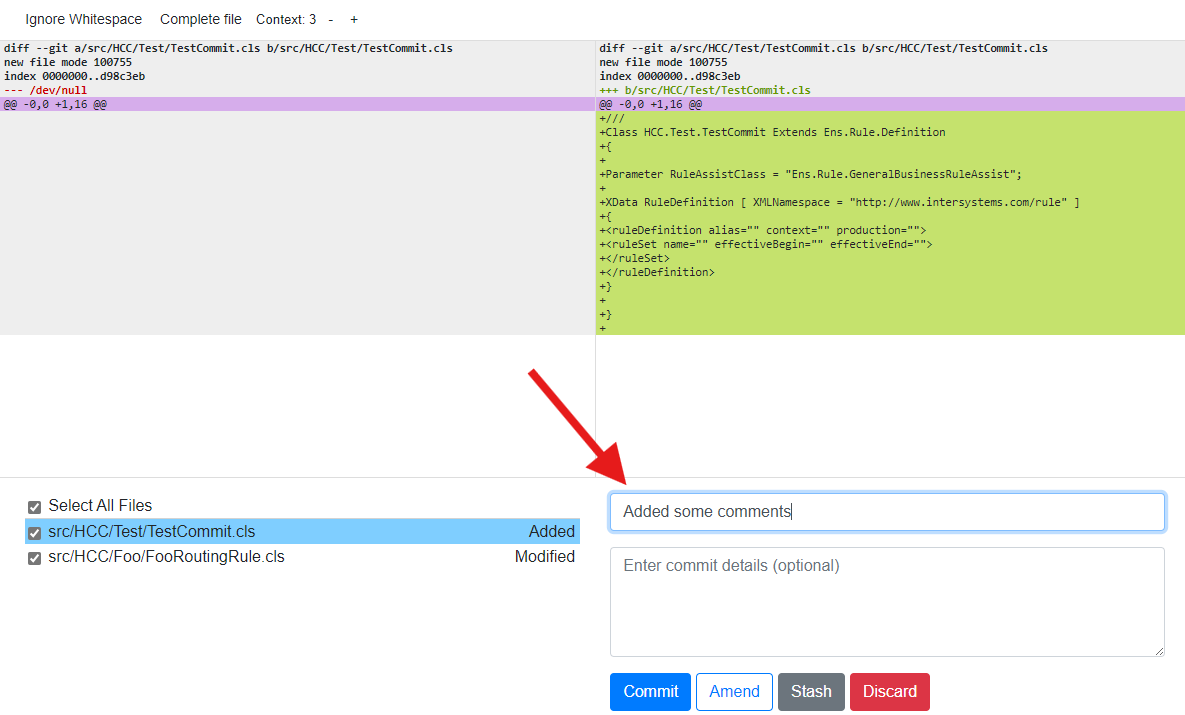 Ignore Whitespace Complete file Context: 3 - +
diff --git a/src/HCC/Test/TestCommit.cls b/src/HCC/Test/TestCommit.cls
new file mode 100755
index 0000000..d98c3eb
--- /dev/null
@@ -0,0 +1,16 @@
diff --git a/src/HCC/Test/TestCommit.cls b/src/HCC/Test/TestCommit.cls
new file mode 100755
index 0000000..d98c3eb
+++ b/src/HCC/Test/TestCommit.cls
@@ -0,0 +1,16 @@
+///
+Class HCC.Test.TestCommit Extends Ens.Rule.Definition
+{
+
+Parameter RuleAssistClass = "Ens.Rule.GeneralBusinessRuleAssist";
+
+XData RuleDefinition [ XMLNamespace = "http://www.intersystems.com/rule" ]
+{
+<ruleDefinition alias="" context="" production="">
+<ruleSet name="" effectiveBegin="" effectiveEnd="">
+</ruleSet>
+</ruleDefinition>
+}
+
+}
+
Select All Files
src/HCC/Test/TestCommit.cls Added
src/HCC/Foo/FooRoutingRule.cls Modified
Added some comments
Enter commit details (optional)
Commit Amend Stash Discard